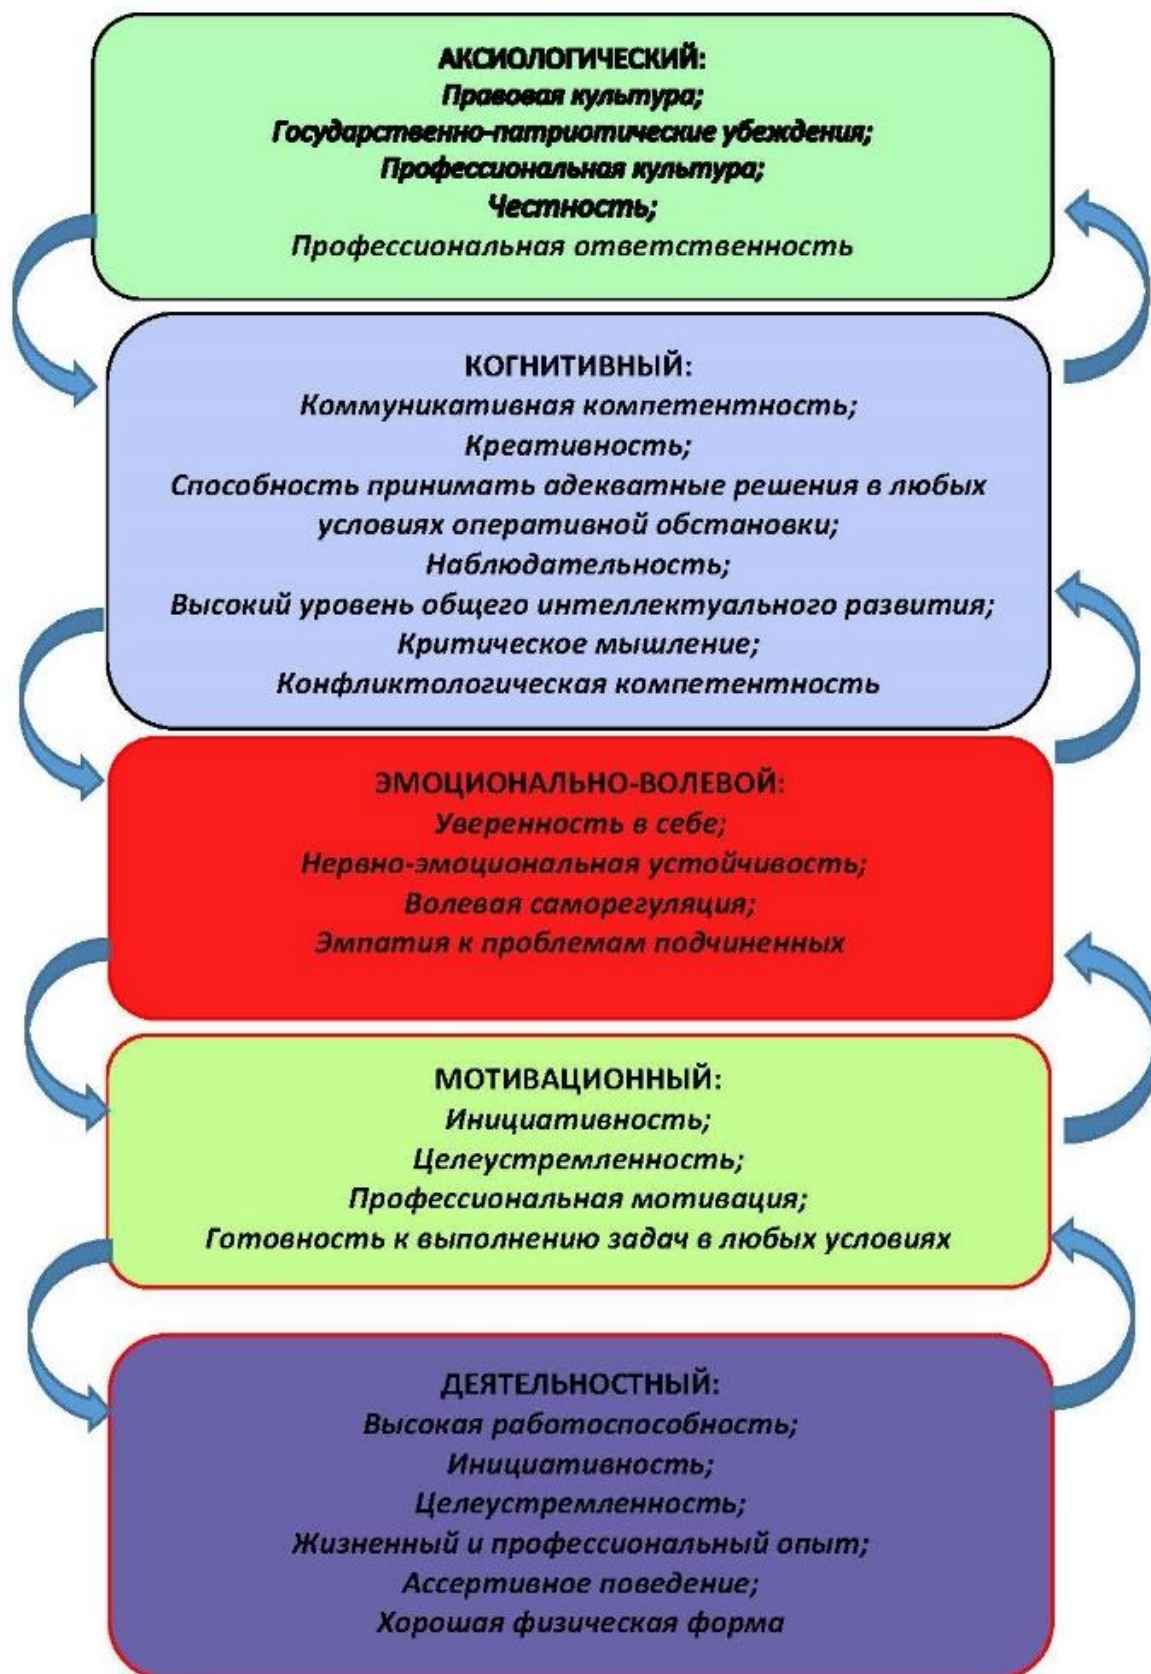 АКСИОЛОГИЧЕСКИЙ:
Правовая культура;
Государственно-патриотические убеждения;
Профессиональная культура;
Честность;
Профессиональная ответственность
КОГНИТИВНЫЙ:
Коммуникативная компетентность;
Креативность;
Способность принимать адекватные решения в любых
условиях оперативной обстановки;
Наблюдательность;
Высокий уровень общего интеллектуального развития;
Критическое мышление;
Конфликтологическая компетентность
ЭМОЦИОНАЛЬНО-ВОЛЕВОЙ:
Уверенность в себе;
Нервно-эмоциональная устойчивость;
Волевая саморегуляция;
Эмпатия к проблемам подчиненных
МОТИВАЦИОННЫЙ:
Инициативность;
Целеустремленность;
Профессиональная мотивация;
Готовность к выполнению задач в любых условиях
ДЕЯТЕЛЬНОСТНЫЙ:
Высокая работоспособность;
Инициативность;
Целеустремленность;
Жизненный и профессиональный опыт;
Ассертивное поведение;
Хорошая физическая форма